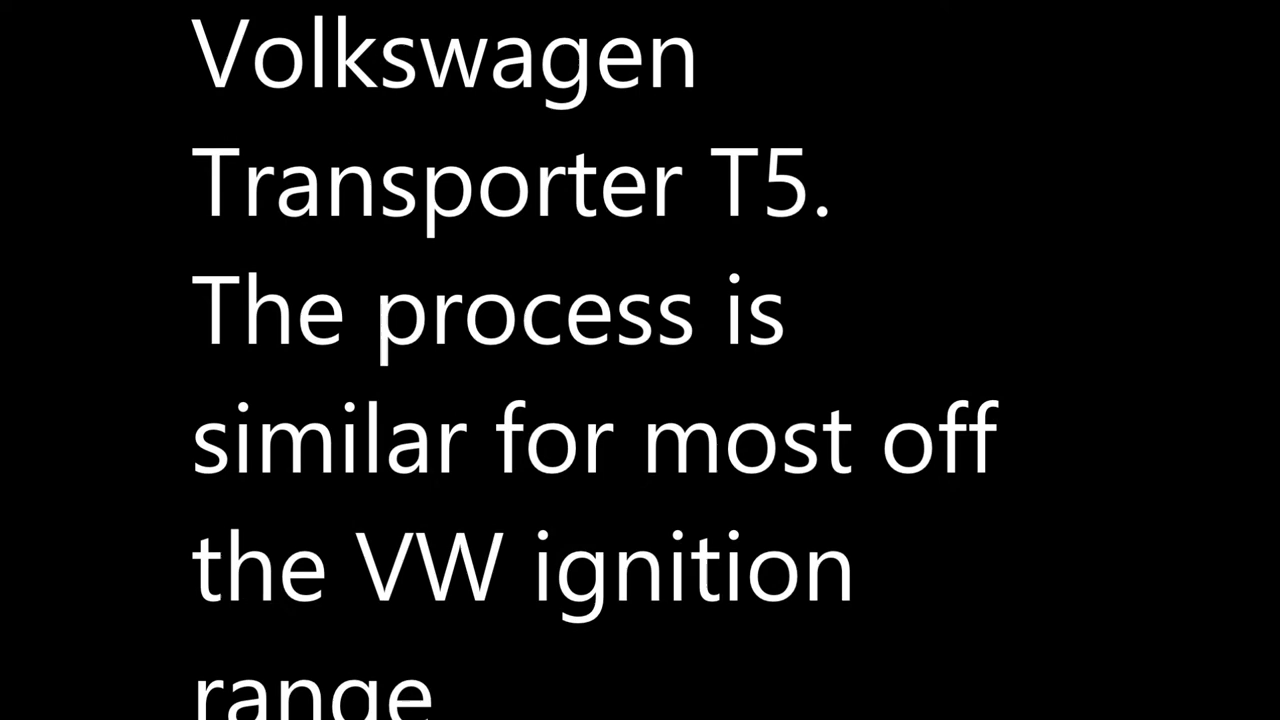 Volkswagen
Transporter T5.
The process is
similar for most off
the VW ignition
range